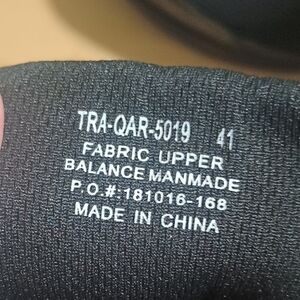 TRA-QAR-5019 41
FABRIC UPPER
BALANCE MANMADE
P.O.#:181016-168
MADE IN CHINA